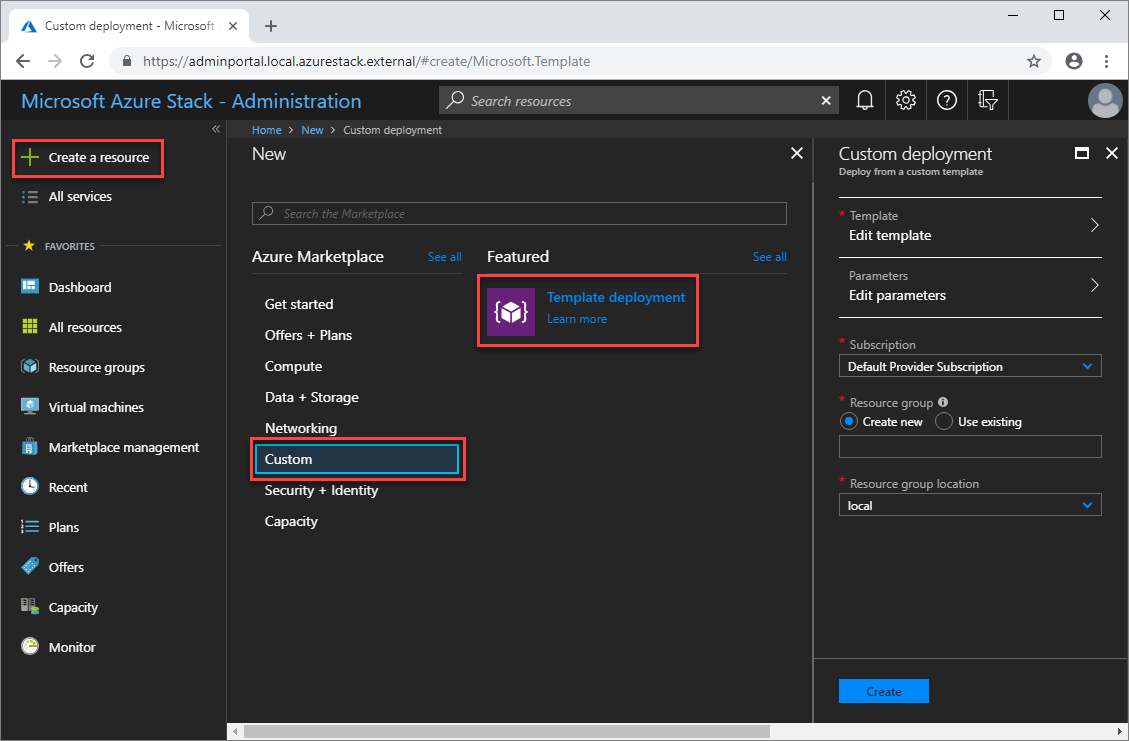 Custom deployment - Microsoft
https://adminportal.local.azurestack.external/#create/Microsoft.Template
Microsoft Azure Stack - Administration
Search resources
Create a resource
All services
FAVORITES
Dashboard
All resources
Resource groups
Virtual machines
Marketplace management
Recent
Plans
Offers
Capacity
Monitor
Home > New > Custom deployment
New
Search the Marketplace
Azure Marketplace See all
Get started
Offers + Plans
Compute
Data + Storage
Networking
Custom
Security + Identity
Capacity
Featured See all
Template deployment
Learn more
Custom deployment
Deploy from a custom template
* Template
Edit template
Parameters
Edit parameters
* Subscription
Default Provider Subscription
* Resource group
Create new Use existing
* Resource group location
local
Create